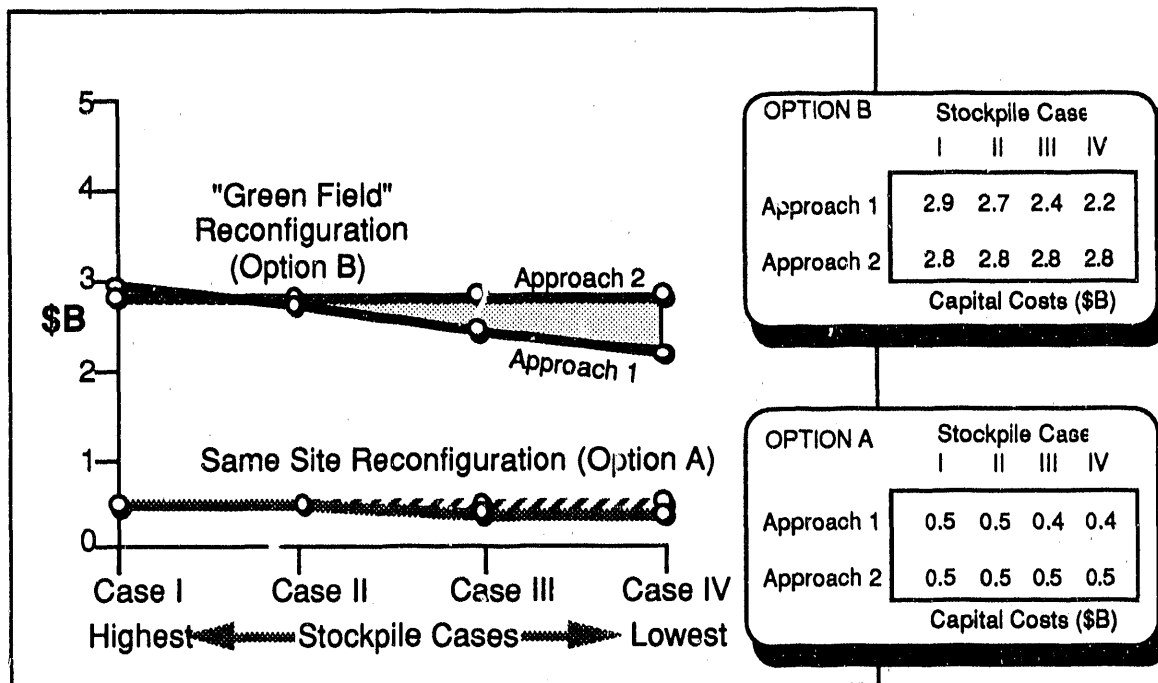 5
4
3
$B
2
1
0
"Green Field"
Reconfiguration
(Option B)
Approach 2
Approach 1
Same Site Reconfiguration (Option A)
Case I Case II Case III Case IV
Highest Stockpile Cases Lowest
OPTION B Stockpile Case
I II III IV
Approach 1 2.9 2.7 2.4 2.2
Approach 2 2.8 2.8 2.8 2.8
Capital Costs ($B)
OPTION A Stockpile Case
I II III IV
Approach 1 0.5 0.5 0.4 0.4
Approach 2 0.5 0.5 0.5 0.5
Capital Costs ($B)